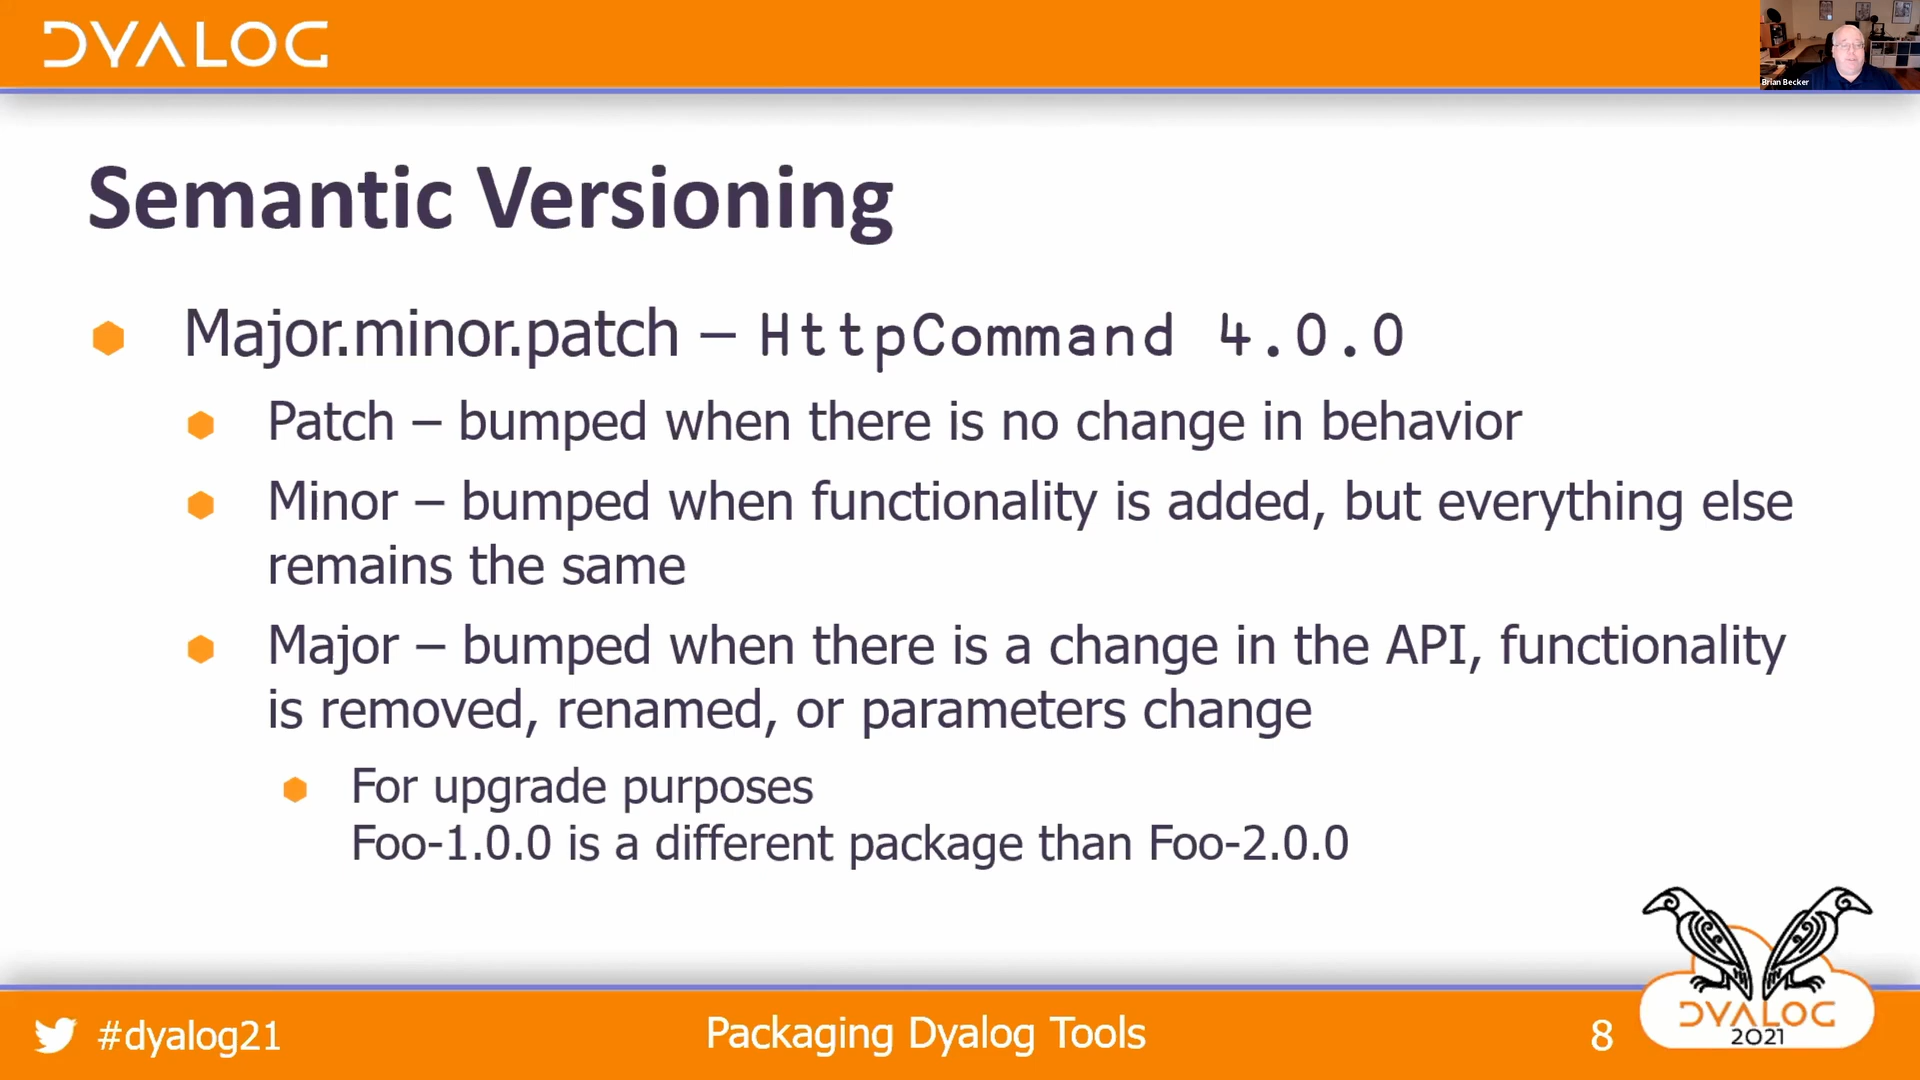 DYALOG
Brian Becker
Semantic Versioning
Major.minor.patch – HttpCommand 4.0.0
Patch – bumped when there is no change in behavior
Minor – bumped when functionality is added, but everything else
remains the same
Major – bumped when there is a change in the API, functionality
is removed, renamed, or parameters change
For upgrade purposes
Foo-1.0.0 is a different package than Foo-2.0.0
#dyalog21
Packaging Dyalog Tools
8
DYALOG
2021